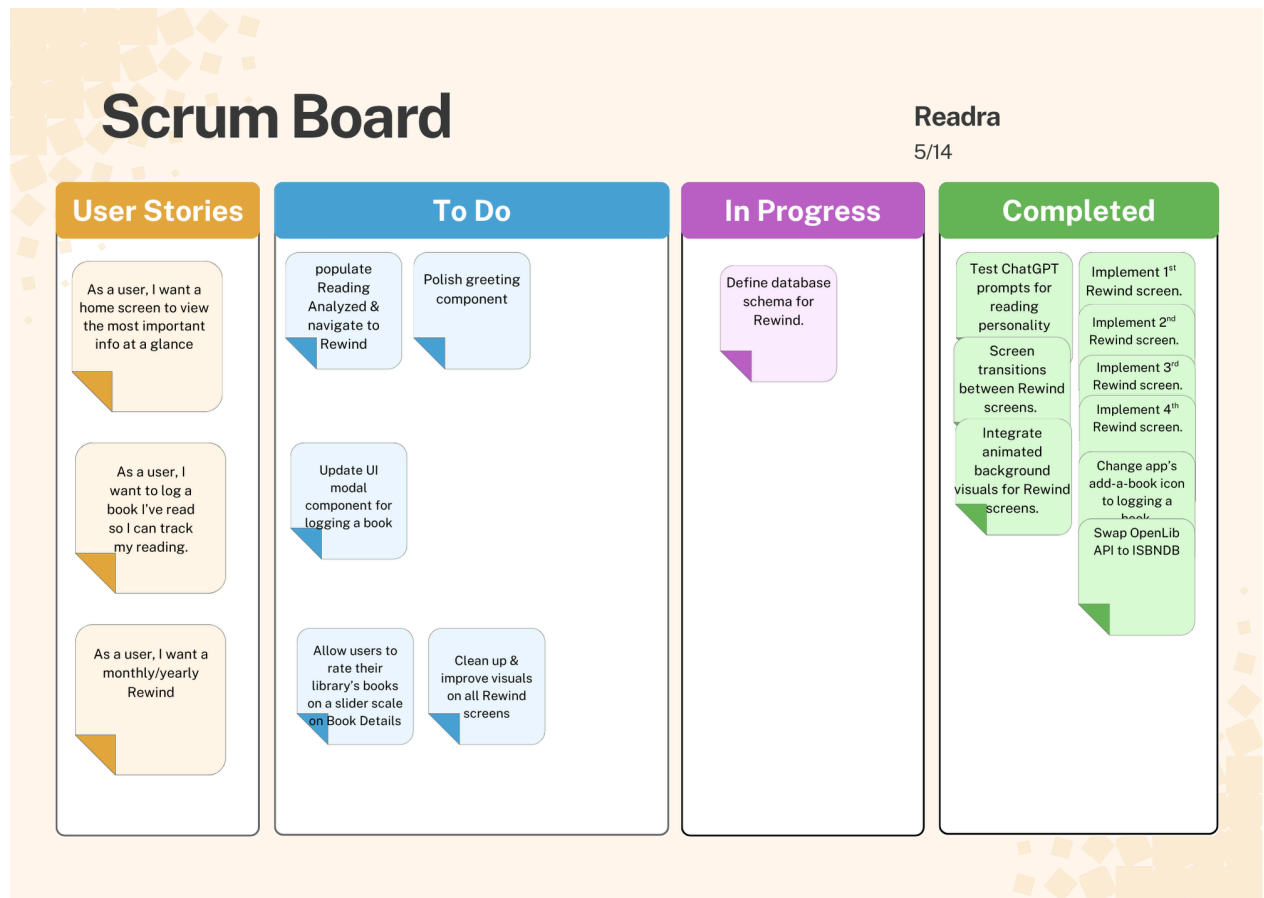 Scrum Board
Readra
5/14
User Stories
As a user, I want a
home screen to view
the most important
info at a glance
As a user, I
want to log a
book I've read
so I can track
my reading.
As a user, I want a
monthly/yearly
Rewind
To Do
populate
Reading
Analyzed &
navigate to
Rewind
Polish greeting
component
Update UI
modal
component for
logging a book
Allow users to
rate their
library's books
on a slider scale
on Book Details
Clean up &
improve visuals
on all Rewind
screens
In Progress
Define database
schema for
Rewind.
Completed
Test ChatGPT
prompts for
reading
personality
Screen
transitions
between Rewind
screens.
Integrate
animated
background
visuals for Rewind
screens.
Implement 1st
Rewind screen.
Implement 2nd
Rewind screen.
Implement 3rd
Rewind screen.
Implement 4th
Rewind screen.
Change app's
add-a-book icon
to logging a
book
Swap OpenLib
API to ISBNDB